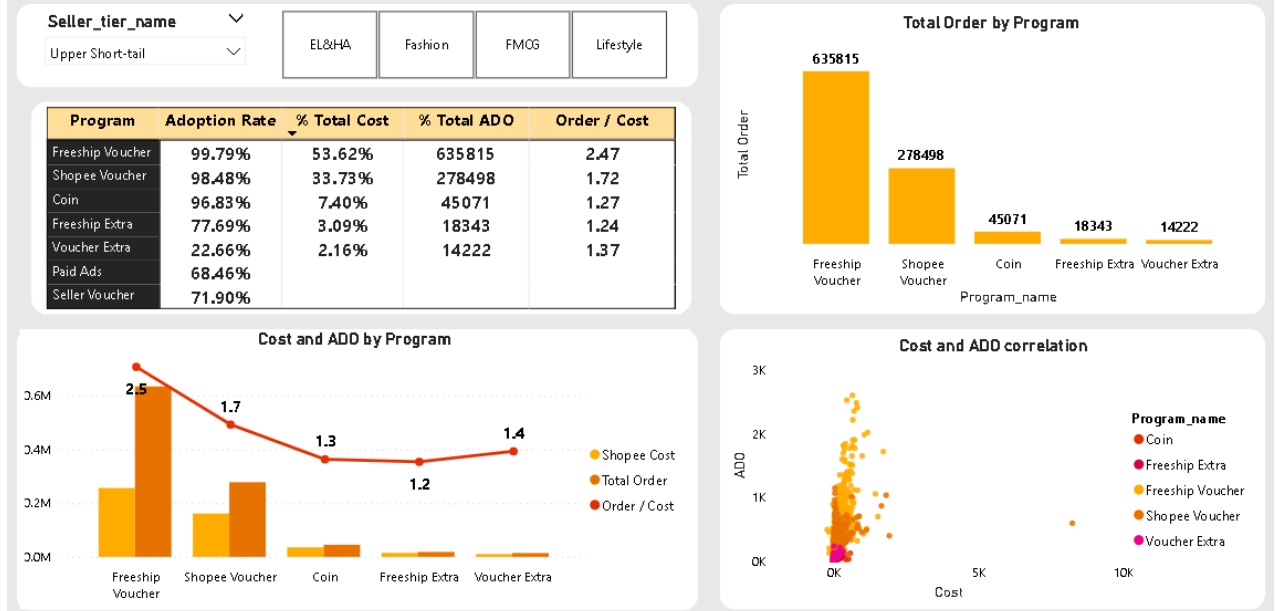 Seller_tier_name
Upper Short-tail
EL&HA
Fashion
FMCG
Lifestyle
Program Adoption Rate % Total Cost % Total ADO Order / Cost
Freeship Voucher 99.79% 53.62% 635815 2.47
Shopee Voucher 98.48% 33.73% 278498 1.72
Coin 96.83% 7.40% 45071 1.27
Freeship Extra 77.69% 3.09% 18343 1.24
Voucher Extra 22.66% 2.16% 14222 1.37
Paid Ads 68.46%
Seller Voucher 71.90%
Total Order by Program
Total Order
635815
278498
45071
18343
14222
Freeship Voucher
Shopee Voucher
Coin
Freeship Extra
Voucher Extra
Program_name
Cost and ADO by Program
0.6M
0.4M
0.2M
0.0M
2.5
1.7
1.3
1.2
1.4
Freeship Voucher
Shopee Voucher
Coin
Freeship Extra
Voucher Extra
Shopee Cost
Total Order
Order / Cost
Cost and ADO correlation
ADO
3K
2K
1K
0K
0K
5K
10K
Cost
Program_name
Coin
Freeship Extra
Freeship Voucher
Shopee Voucher
Voucher Extra